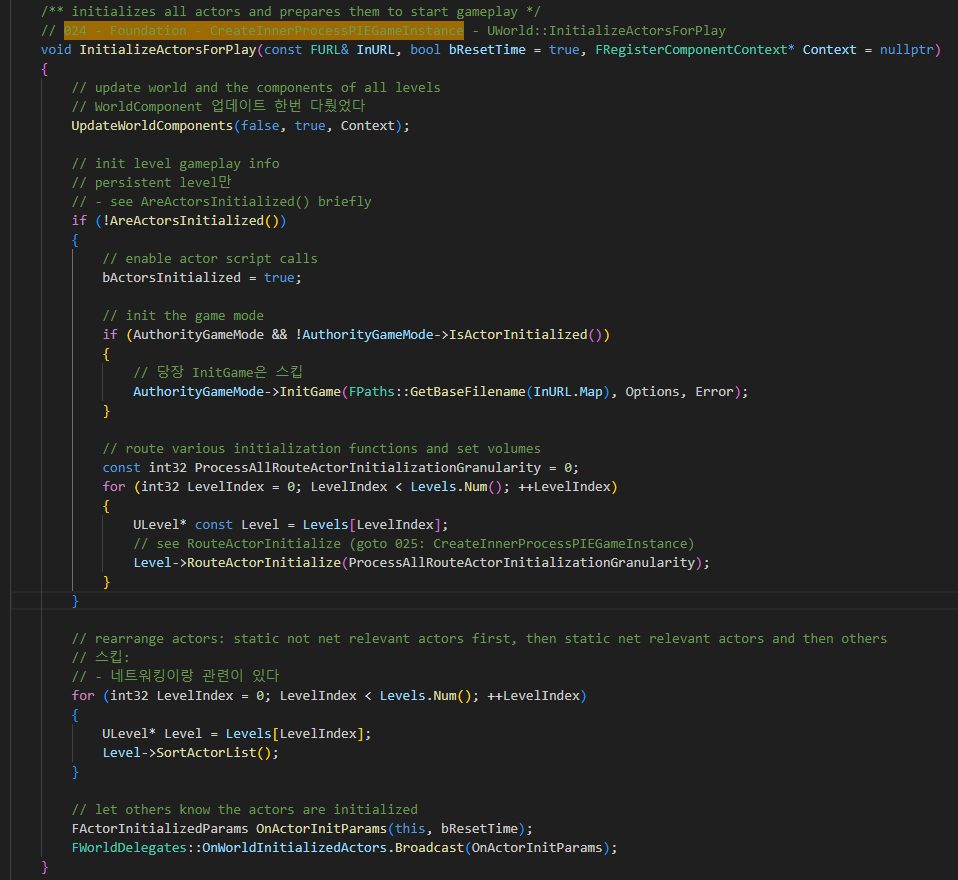 /** initializes all actors and prepares them to start gameplay */
// 024 - Foundation - CreateInnerProcessPIEGameInstance - UWorld::InitializeActorsForPlay
void InitializeActorsForPlay(const FURL& InURL, bool bResetTime = true, FRegisterComponentContext* Context = nullptr)
{
// update world and the components of all levels
// WorldComponent 업데이트 한번 다뤘었다
UpdateWorldComponents(false, true, Context);
// init level gameplay info
// persistent level만
// - see AreActorsInitialized() briefly
if (!AreActorsInitialized())
{
// enable actor script calls
bActorsInitialized = true;
// init the game mode
if (AuthorityGameMode && !AuthorityGameMode->IsActorInitialized())
{
// 당장 InitGame은 스킵
AuthorityGameMode->InitGame(FPaths::GetBaseFilename(InURL.Map), Options, Error);
}
// route various initialization functions and set volumes
const int32 ProcessAllRouteActorInitializationGranularity = 0;
for (int32 LevelIndex = 0; LevelIndex < Levels.Num(); ++LevelIndex)
{
ULevel* const Level = Levels[LevelIndex];
// see RouteActorInitialize (goto 025: CreateInnerProcessPIEGameInstance)
Level->RouteActorInitialize(ProcessAllRouteActorInitializationGranularity);
}
}
// rearrange actors: static not net relevant actors first, then static net relevant actors and then others
// 스킵:
// - 네트워킹이랑 관련이 있다
for (int32 LevelIndex = 0; LevelIndex < Levels.Num(); ++LevelIndex)
{
ULevel* Level = Levels[LevelIndex];
Level->SortActorList();
}
// let others know the actors are initialized
FActorInitializedParams OnActorInitParams(this, bResetTime);
FWorldDelegates::OnWorldInitializedActors.Broadcast(OnActorInitParams);
}